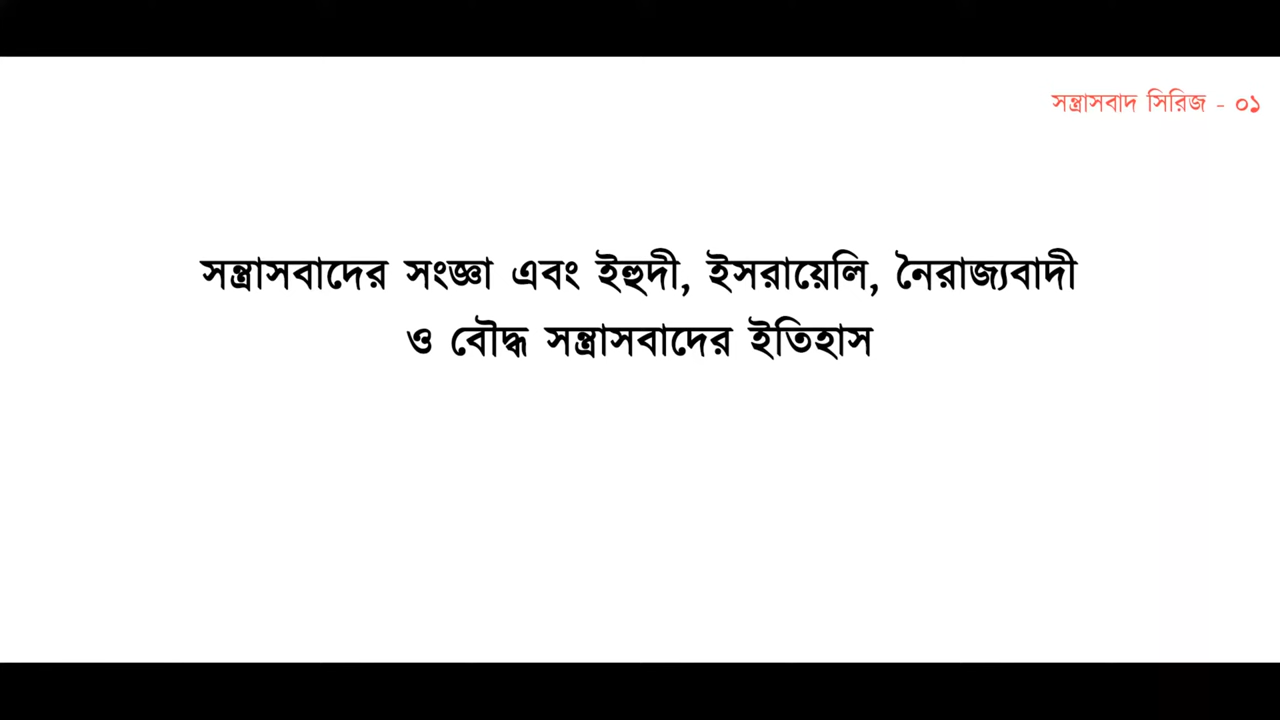 সন্ত্রাসবাদ সিরিজ - ০১
সন্ত্রাসবাদের সংজ্ঞা এবং ইহুদী, ইসরায়েলি, নৈরাজ্যবাদী
ও বৌদ্ধ সন্ত্রাসবাদের ইতিহাস